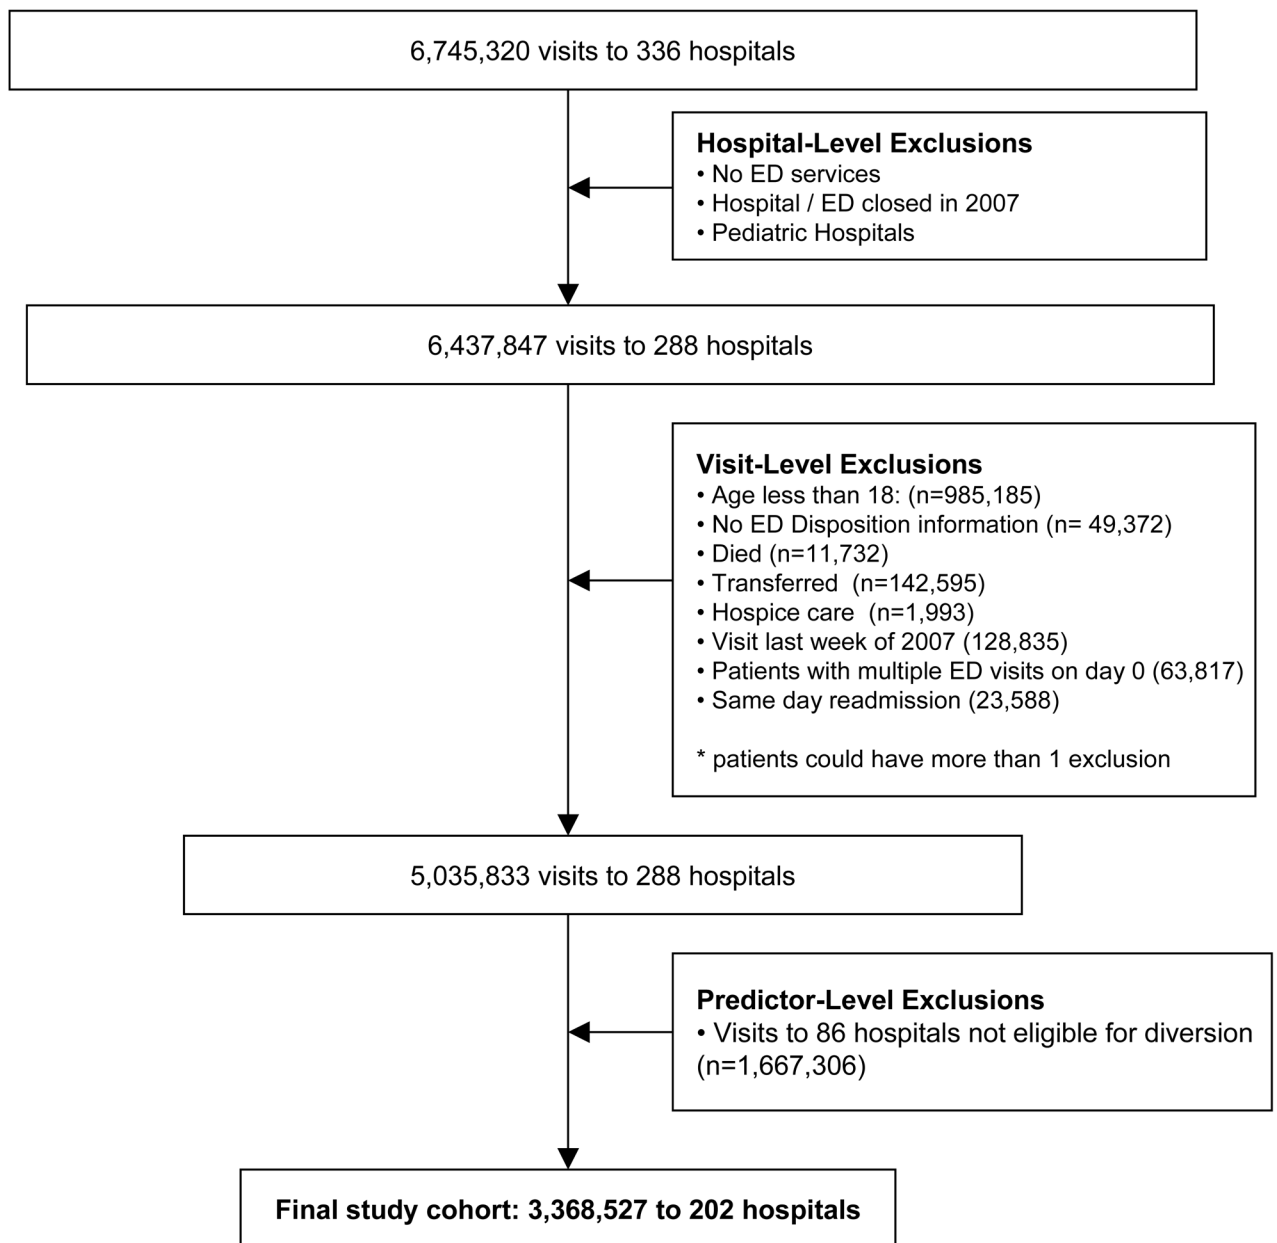 6,745,320 visits to 336 hospitals
Hospital-Level Exclusions
• No ED services
• Hospital / ED closed in 2007
• Pediatric Hospitals
6,437,847 visits to 288 hospitals
Visit-Level Exclusions
• Age less than 18: (n=985,185)
• No ED Disposition information (n= 49,372)
• Died (n=11,732)
• Transferred  (n=142,595)
• Hospice care  (n=1,993)
• Visit last week of 2007 (128,835)
• Patients with multiple ED visits on day 0 (63,817)
• Same day readmission (23,588)
* patients could have more than 1 exclusion
5,035,833 visits to 288 hospitals
Predictor-Level Exclusions
• Visits to 86 hospitals not eligible for diversion
(n=1,667,306)
Final study cohort: 3,368,527 to 202 hospitals